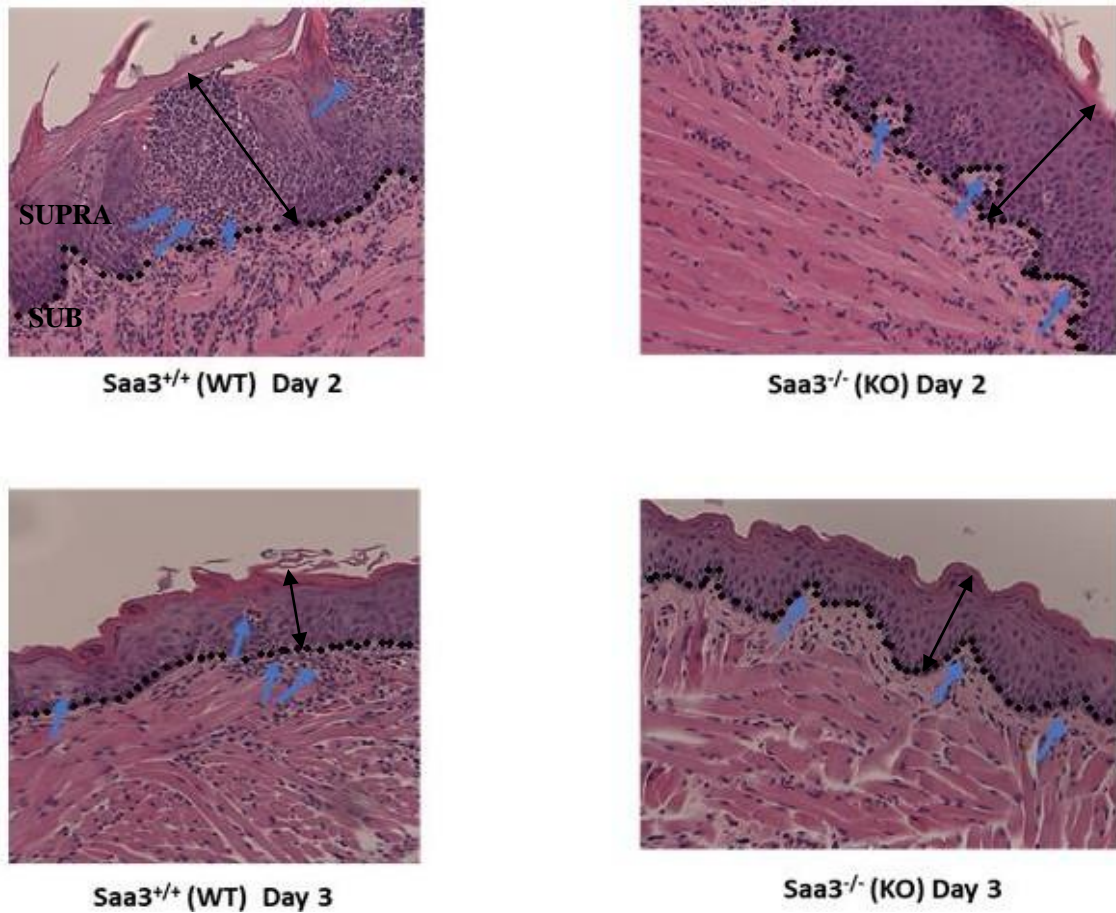 SUPRA
SUB
Saa3+/+ (WT) Day 2
Saa3-/- (KO) Day 2
Saa3+/+ (WT) Day 3
Saa3-/- (KO) Day 3